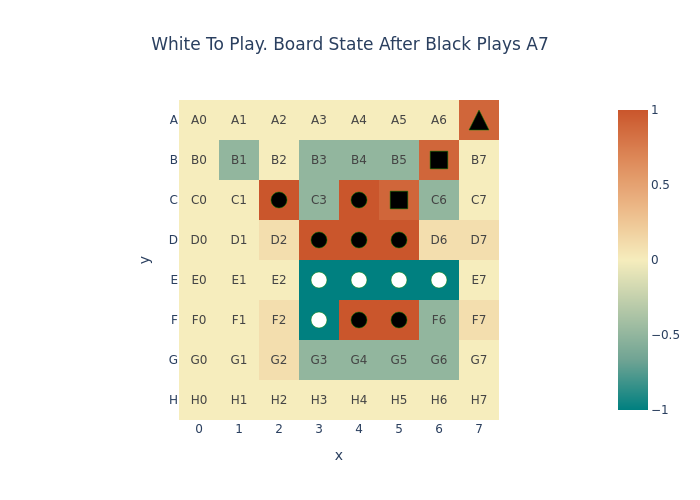 White To Play. Board State After Black Plays A7
A A0 A1 A2 A3 A4 A5 A6
B B0 B1 B2 B3 B4 B5 B7
C C0 C1 C3 C6 C7
D D0 D1 D2 D6 D7
E E0 E1 E2 E7
F F0 F1 F2 F6 F7
G G0 G1 G2 G3 G4 G5 G6 G7
H H0 H1 H2 H3 H4 H5 H6 H7
0 1 2 3 4 5 6 7
x
y
1
0.5
0
−0.5
−1